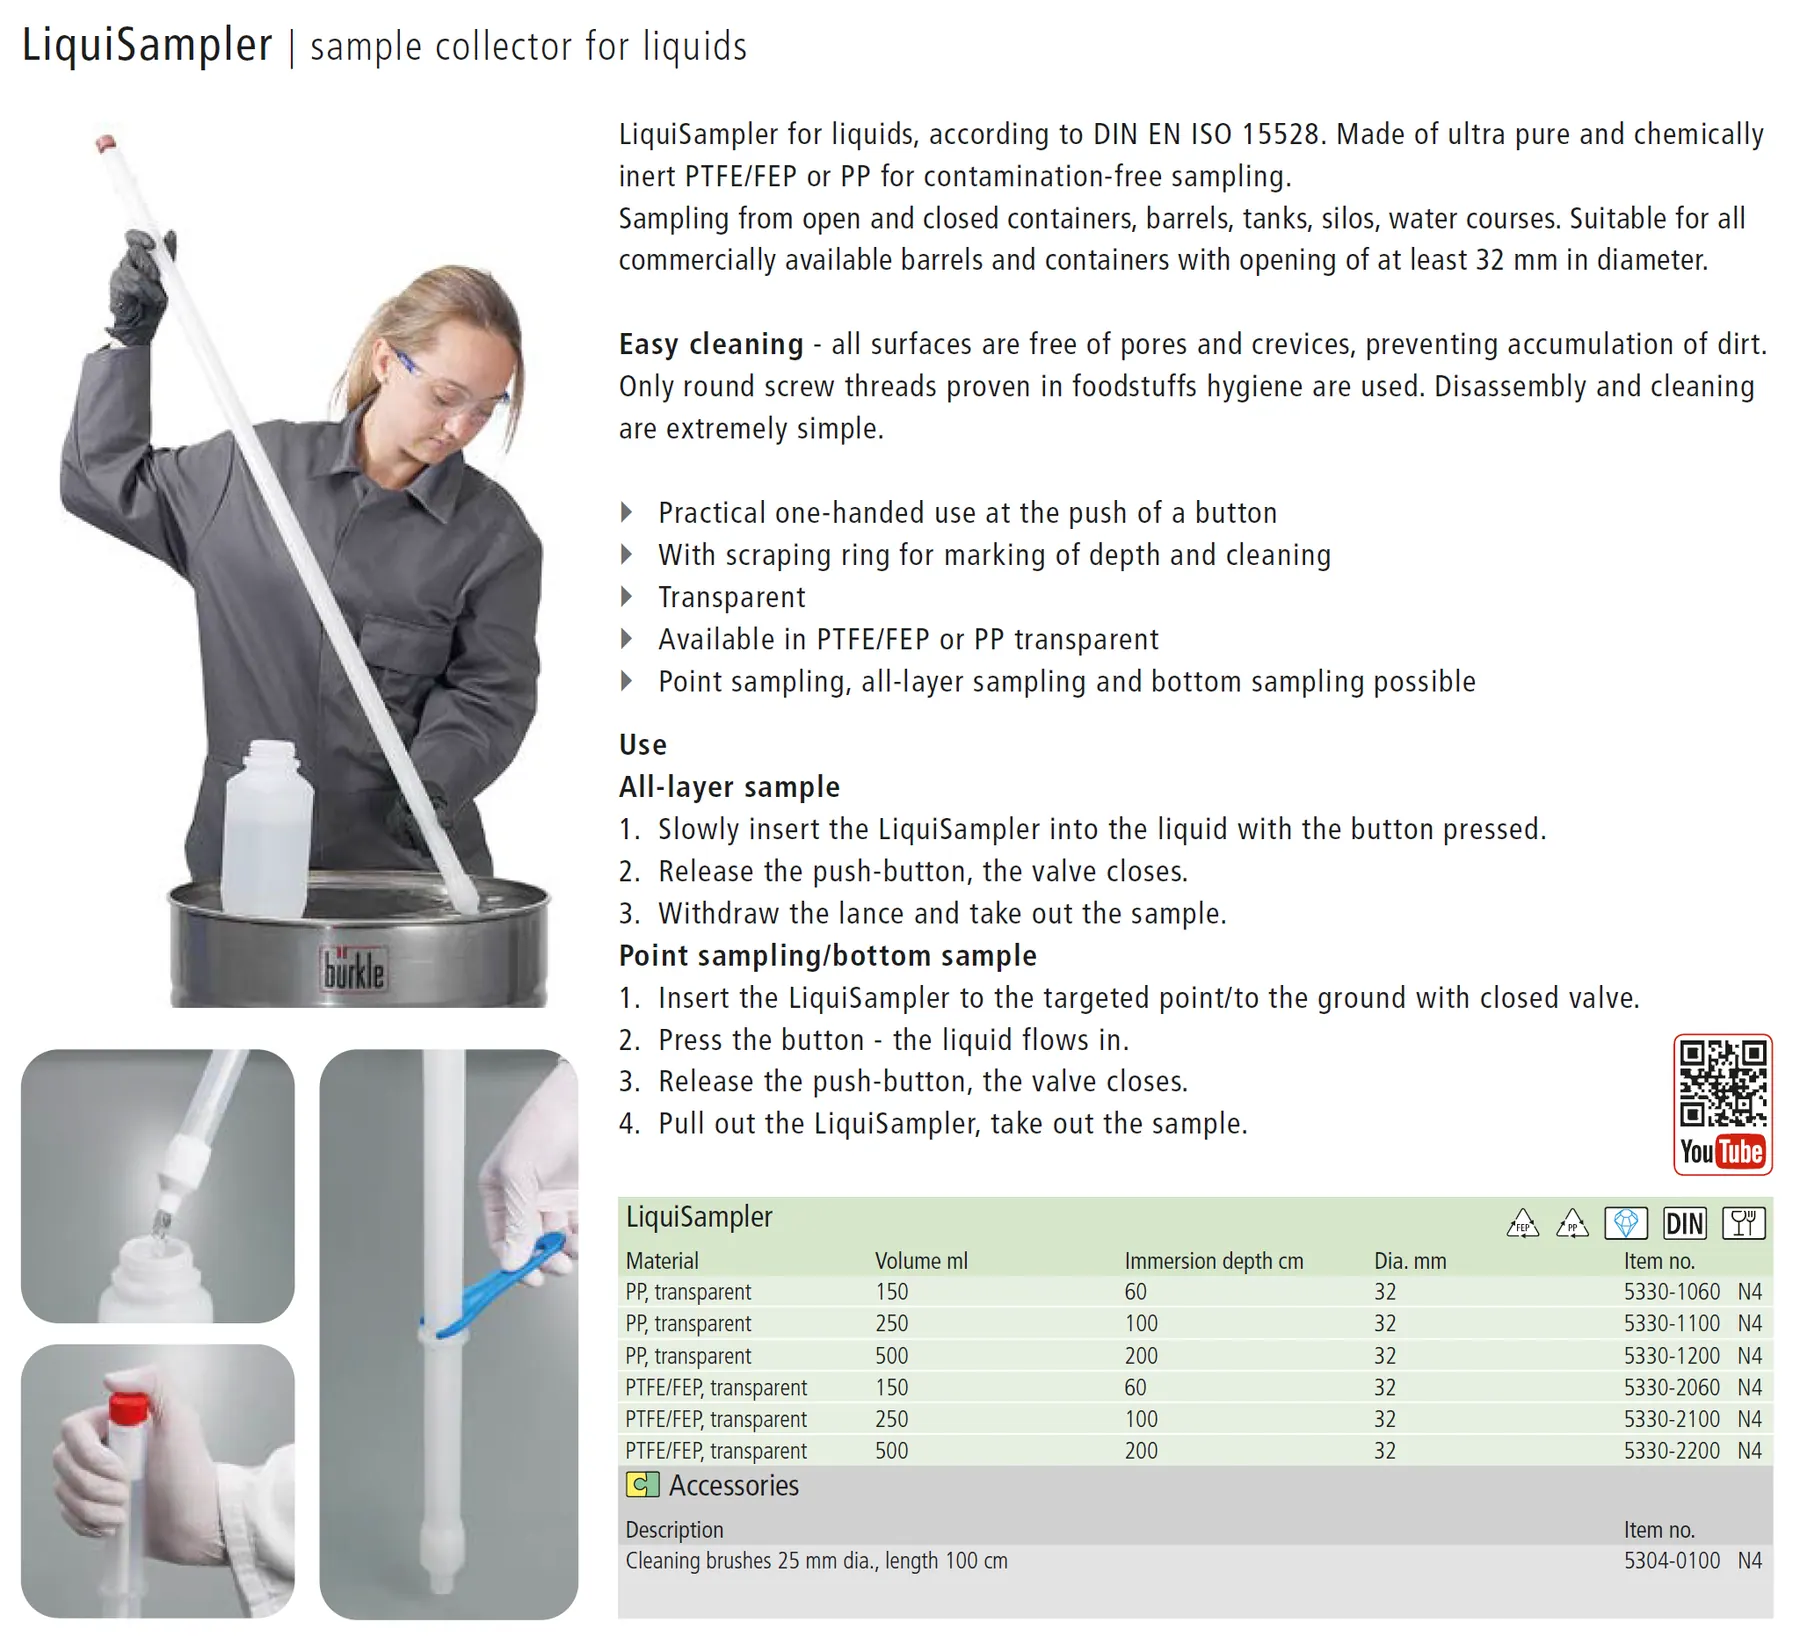 LiquiSampler | sample collector for liquids
LiquiSampler for liquids, according to DIN EN ISO 15528. Made of ultra pure and chemically
inert PTFE/FEP or PP for contamination-free sampling.
Sampling from open and closed containers, barrels, tanks, silos, water courses. Suitable for all
commercially available barrels and containers with opening of at least 32 mm in diameter.
Easy cleaning - all surfaces are free of pores and crevices, preventing accumulation of dirt.
Only round screw threads proven in foodstuffs hygiene are used. Disassembly and cleaning
are extremely simple.
Practical one-handed use at the push of a button
With scraping ring for marking of depth and cleaning
Transparent
Available in PTFE/FEP or PP transparent
Point sampling, all-layer sampling and bottom sampling possible
Use
All-layer sample
1. Slowly insert the LiquiSampler into the liquid with the button pressed.
2. Release the push-button, the valve closes.
3. Withdraw the lance and take out the sample.
Point sampling/bottom sample
1. Insert the LiquiSampler to the targeted point/to the ground with closed valve.
2. Press the button - the liquid flows in.
3. Release the push-button, the valve closes.
4. Pull out the LiquiSampler, take out the sample.
bürkle
YouTube
LiquiSampler FEP PP DIN
Material Volume ml Immersion depth cm Dia. mm Item no.
PP, transparent 150 60 32 5330-1060 N4
PP, transparent 250 100 32 5330-1100 N4
PP, transparent 500 200 32 5330-1200 N4
PTFE/FEP, transparent 150 60 32 5330-2060 N4
PTFE/FEP, transparent 250 100 32 5330-2100 N4
PTFE/FEP, transparent 500 200 32 5330-2200 N4
Accessories
Description Item no.
Cleaning brushes 25 mm dia., length 100 cm 5304-0100 N4